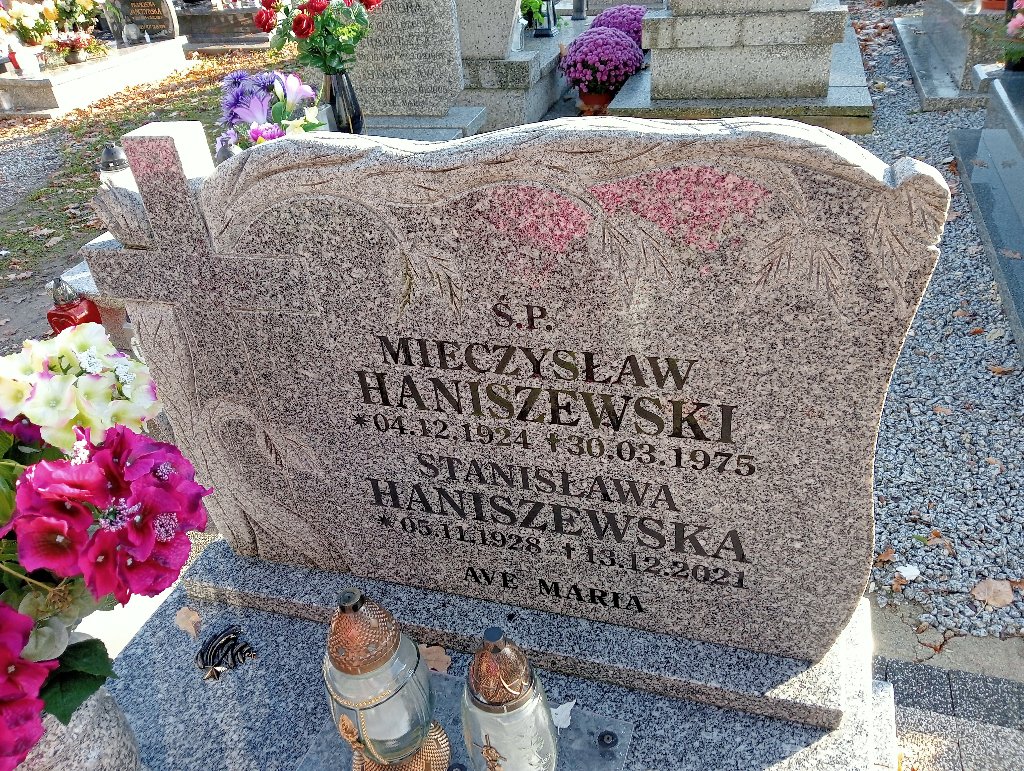 Ś.P.
MIECZYSŁAW
HANISZEWSKI
*04.12.1924 †30.03.1975
STANISŁAWA
HANISZEWSKA
*05.11.1928 - †13.12.2021
AVE MARIA